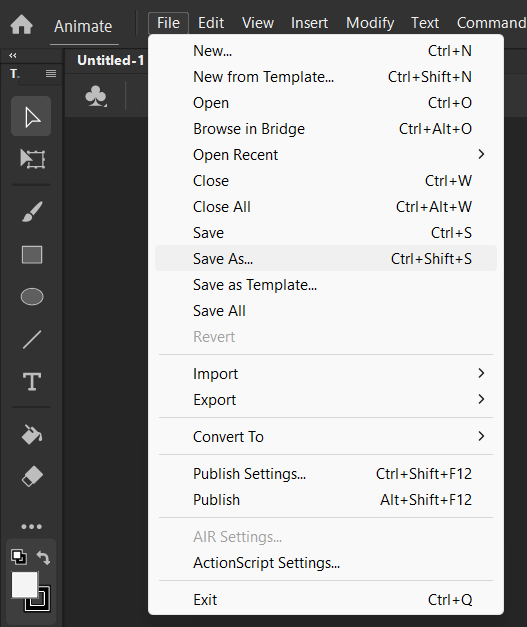 Animate File Edit View Insert Modify Text Command
Untitled-1
T.
New... Ctrl+N
New from Template... Ctrl+Shift+N
Open Ctrl+O
Browse in Bridge Ctrl+Alt+O
Open Recent
Close Ctrl+W
Close All Ctrl+Alt+W
Save Ctrl+S
Save As... Ctrl+Shift+S
Save as Template...
Save All
Revert
Import
Export
Convert To
Publish Settings... Ctrl+Shift+F12
Publish Alt+Shift+F12
AIR Settings...
ActionScript Settings...
Exit Ctrl+Q